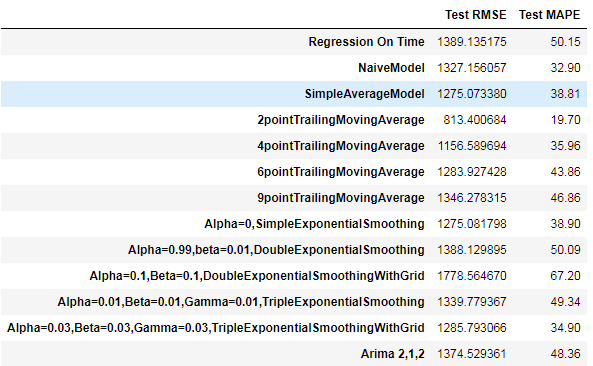 Test RMSE Test MAPE
Regression On Time 1389.135175 50.15
NaiveModel 1327.156057 32.90
SimpleAverageModel 1275.073380 38.81
2pointTrailingMovingAverage 813.400684 19.70
4pointTrailingMovingAverage 1156.589694 35.96
6pointTrailingMovingAverage 1283.927428 43.86
9pointTrailingMovingAverage 1346.278315 46.86
Alpha=0,SimpleExponentialSmoothing 1275.081798 38.90
Alpha=0.99,beta=0.01,DoubleExponentialSmoothing 1388.129895 50.09
Alpha=0.1,Beta=0.1,DoubleExponentialSmoothingWithGrid 1778.564670 67.20
Alpha=0.01,Beta=0.01,Gamma=0.01,TripleExponentialSmoothing 1339.779367 49.34
Alpha=0.03,Beta=0.03,Gamma=0.03,TripleExponentialSmoothingWithGrid 1285.793066 34.90
Arima 2,1,2 1374.529361 48.36